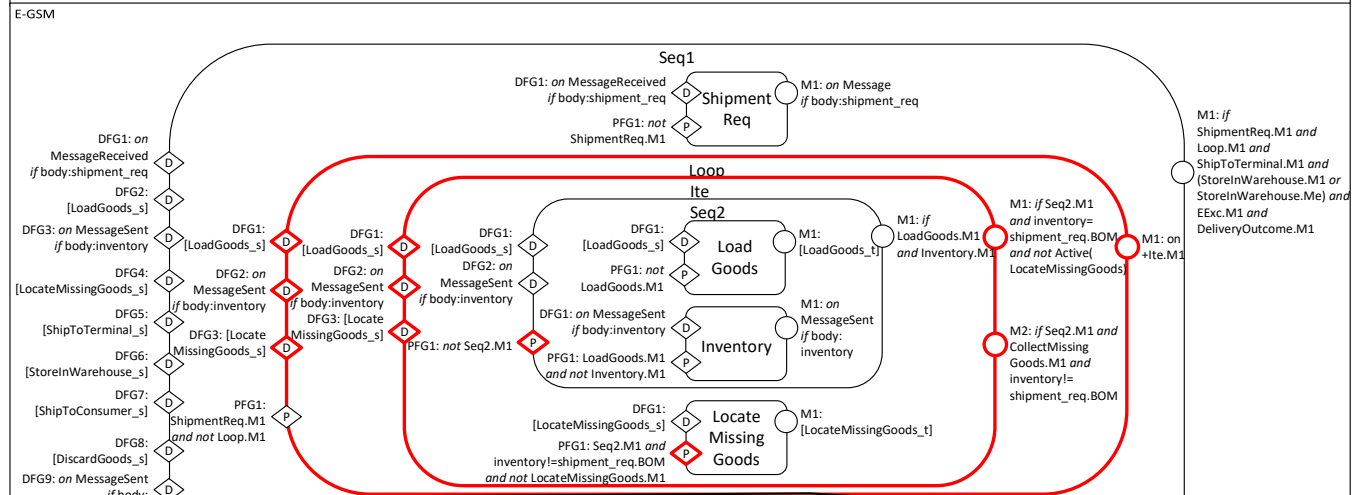 E-GSM
Seq1
DFG1: on MessageReceived
if body:shipment_req
D
Shipment
Req
P
PFG1: not
ShipmentReq.M1
M1: on Message
if body:shipment_req
DFG1: on
MessageReceived
if body:shipment_req
D
DFG2:
[LoadGoods_s]
D
DFG3: on MessageSent
if body:inventory
D
DFG4:
[LocateMissingGoods_s]
D
DFG5:
[ShipToTerminal_s]
D
DFG6:
[StoreInWarehouse_s]
D
DFG7:
[ShipToConsumer_s]
D
DFG8:
[DiscardGoods_s]
D
DFG9: on MessageSent
if body:
D
M1: if
ShipmentReq.M1 and
Loop.M1 and
ShipToTerminal.M1 and
(StoreInWarehouse.M1 or
StoreInWarehouse.Me) and
EExc.M1 and
DeliveryOutcome.M1
Loop
DFG1:
[LoadGoods_s]
D
DFG2: on
MessageSent
if body:inventory
D
DFG3: [Locate
MissingGoods_s]
D
PFG1:
ShipmentReq.M1
and not Loop.M1
P
M1: on
+Ite.M1
Ite
DFG1:
[LoadGoods_s]
D
DFG2: on
MessageSent
if body:inventory
D
DFG3: [Locate
MissingGoods_s]
D
M1: if Seq2.M1
and inventory=
shipment_req.BOM
and not Active(
LocateMissingGoods)
M2: if Seq2.M1 and
CollectMissing
Goods.M1 and
inventory!=
shipment_req.BOM
Seq2
DFG1:
[LoadGoods_s]
D
DFG2: on
MessageSent
if body:inventory
D
PFG1: not Seq2.M1
P
M1: if
LoadGoods.M1
and Inventory.M1
DFG1:
[LoadGoods_s]
D
Load
Goods
PFG1: not
LoadGoods.M1
P
M1:
[LoadGoods_t]
DFG1: on MessageSent
if body:inventory
D
Inventory
PFG1: LoadGoods.M1
and not Inventory.M1
P
M1: on
MessageSent
if body:
inventory
DFG1:
[LocateMissingGoods_s]
D
Locate
Missing
Goods
PFG1: Seq2.M1 and
inventory!=shipment_req.BOM
and not LocateMissingGoods.M1
P
M1:
[LocateMissingGoods_t]